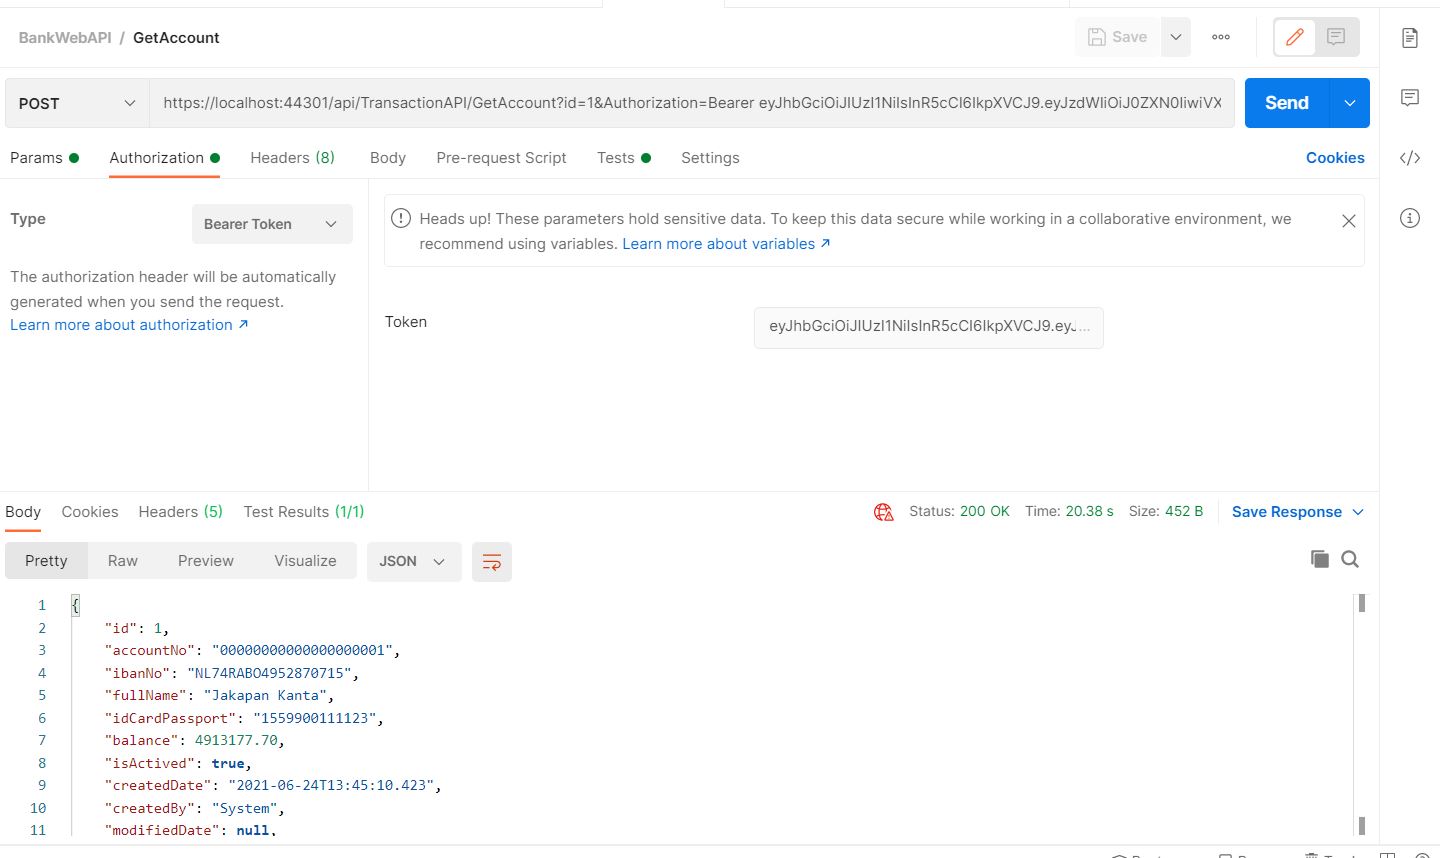 BankWebAPI / GetAccount
Save
POST
https://localhost:44301/api/TransactionAPI/GetAccount?id=1&Authorization=Bearer eyJhbGciOiJIUzI1NiIsInR5cCI6IkpXVCJ9.eyJzdWIiOiJ0ZXN0IiwiVX
Send
Params
Authorization
Headers (8)
Body
Pre-request Script
Tests
Settings
Cookies
Type
Bearer Token
The authorization header will be automatically
generated when you send the request.
Learn more about authorization ↗
Heads up! These parameters hold sensitive data. To keep this data secure while working in a collaborative environment, we
recommend using variables. Learn more about variables ↗
Token
eyJhbGciOiJIUzI1NiIsInR5cCI6IkpXVCJ9.eyJ...
Body
Cookies
Headers (5)
Test Results (1/1)
Status: 200 OK
Time: 20.38 s
Size: 452 B
Save Response
Pretty
Raw
Preview
Visualize
JSON
1 {
2 "id": 1,
3 "accountNo": "00000000000000000001",
4 "ibanNo": "NL74RABO4952870715",
5 "fullName": "Jakapan Kanta",
6 "idCardPassport": "1559900111123",
7 "balance": 4913177.70,
8 "isActived": true,
9 "createdDate": "2021-06-24T13:45:10.423",
10 "createdBy": "System",
11 "modifiedDate": null,